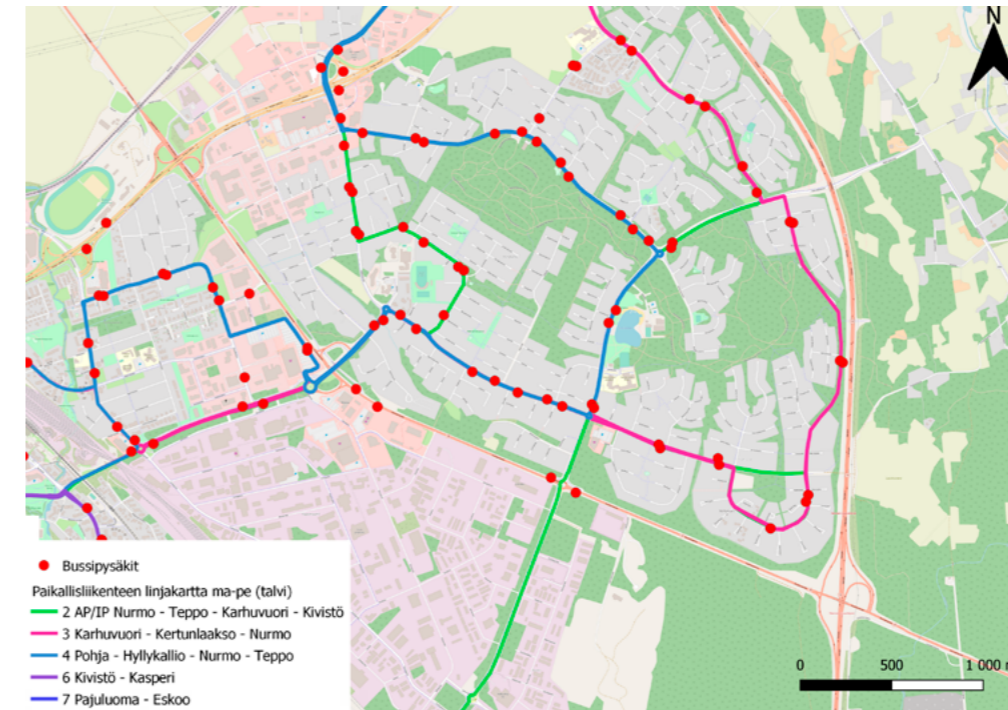 N
Bussipysäkit
Paikallisliikenteen linjakartta ma-pe (talvi)
2 AP/IP Nurmo - Teppo - Karhuvuori - Kivistö
3 Karhuvuori - Kertunlaakso - Nurmo
4 Pohja - Hyllykallio - Nurmo - Teppo
6 Kivistö - Kasperi
7 Pajuluoma - Eskoo
0 500 1 000